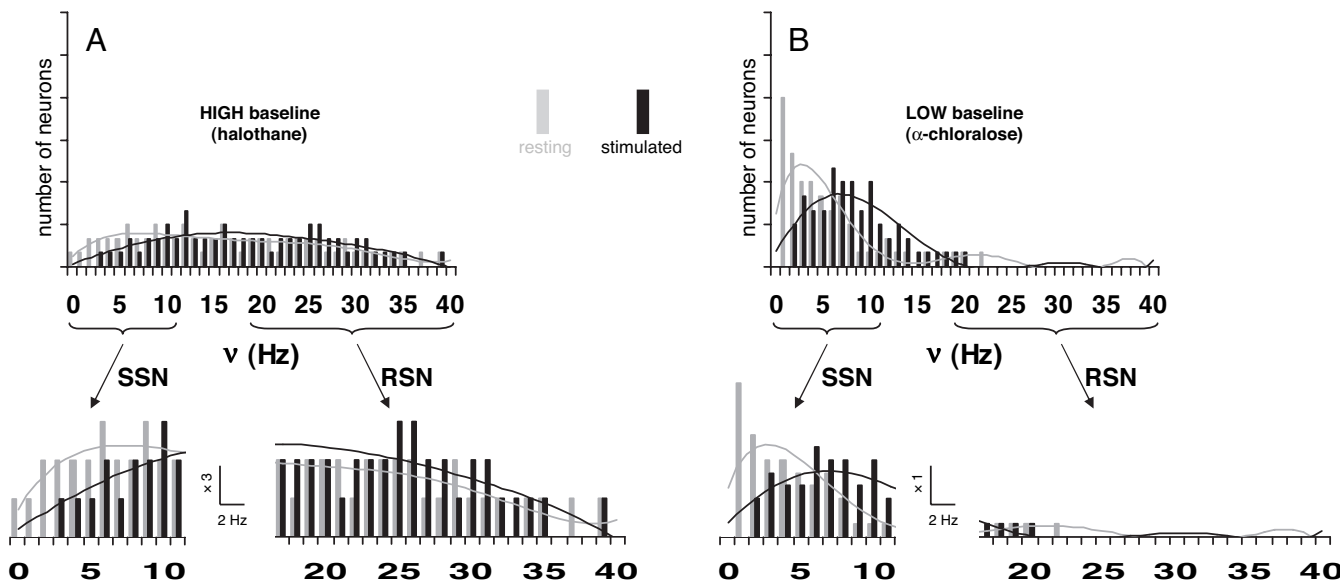 A
B
number of neurons
HIGH baseline
(halothane)
resting
stimulated
number of neurons
LOW baseline
(α-chloralose)
0 5 10 15 20 25 30 35 40
0 5 10 15 20 25 30 35 40
ν (Hz)
ν (Hz)
SSN
RSN
SSN
RSN
× 3
2 Hz
× 1
2 Hz
0 5 10
20 25 30 35 40
0 5 10
20 25 30 35 40